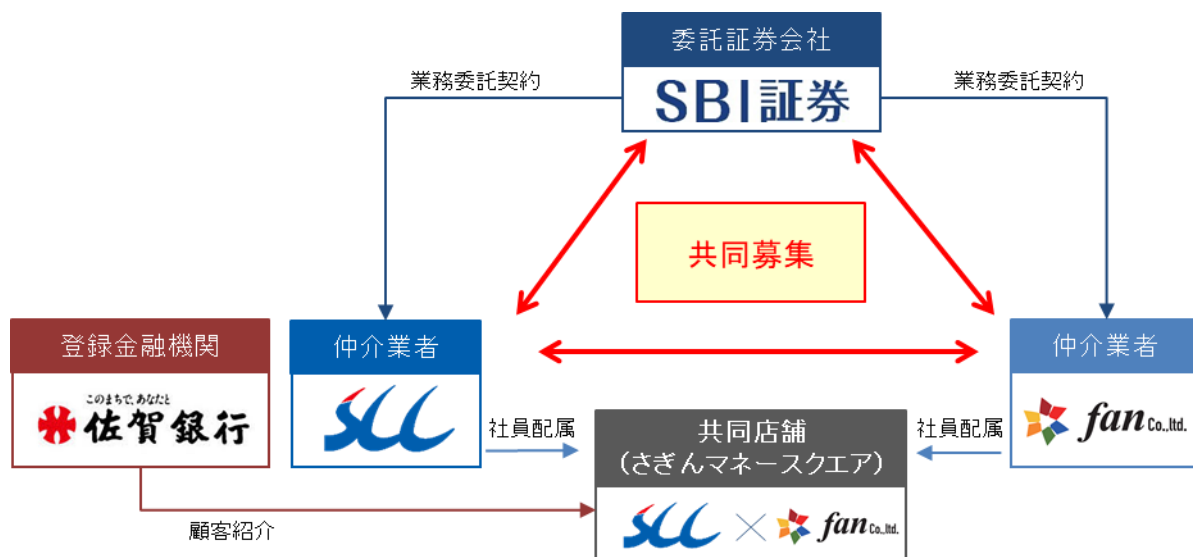 委託証券会社
SBI証券
業務委託契約
業務委託契約
共同募集
登録金融機関
このまちで、あなたと
佐賀銀行
仲介業者
SCC
仲介業者
fan Co.,ltd.
社員配属
社員配属
共同店舗
(さぎんマネースクエア)
SCC × fan Co.,ltd.
顧客紹介